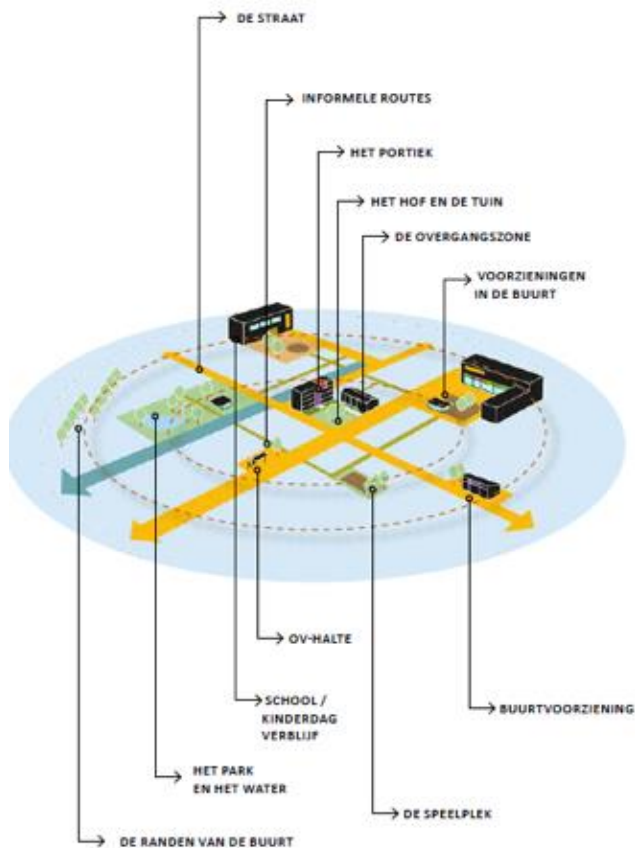 DE STRAAT
INFORMELE ROUTES
HET PORTIEK
HET HOF EN DE TUIN
DE OVERGANGSZONE
VOORZIENINGEN
IN DE BUURT
OV-HALTE
SCHOOL /
KINDERDAG
VERBLIJF
BUURTVOORZIENING
HET PARK
EN HET WATER
DE SPEELPLEK
DE RANDEN VAN DE BUURT